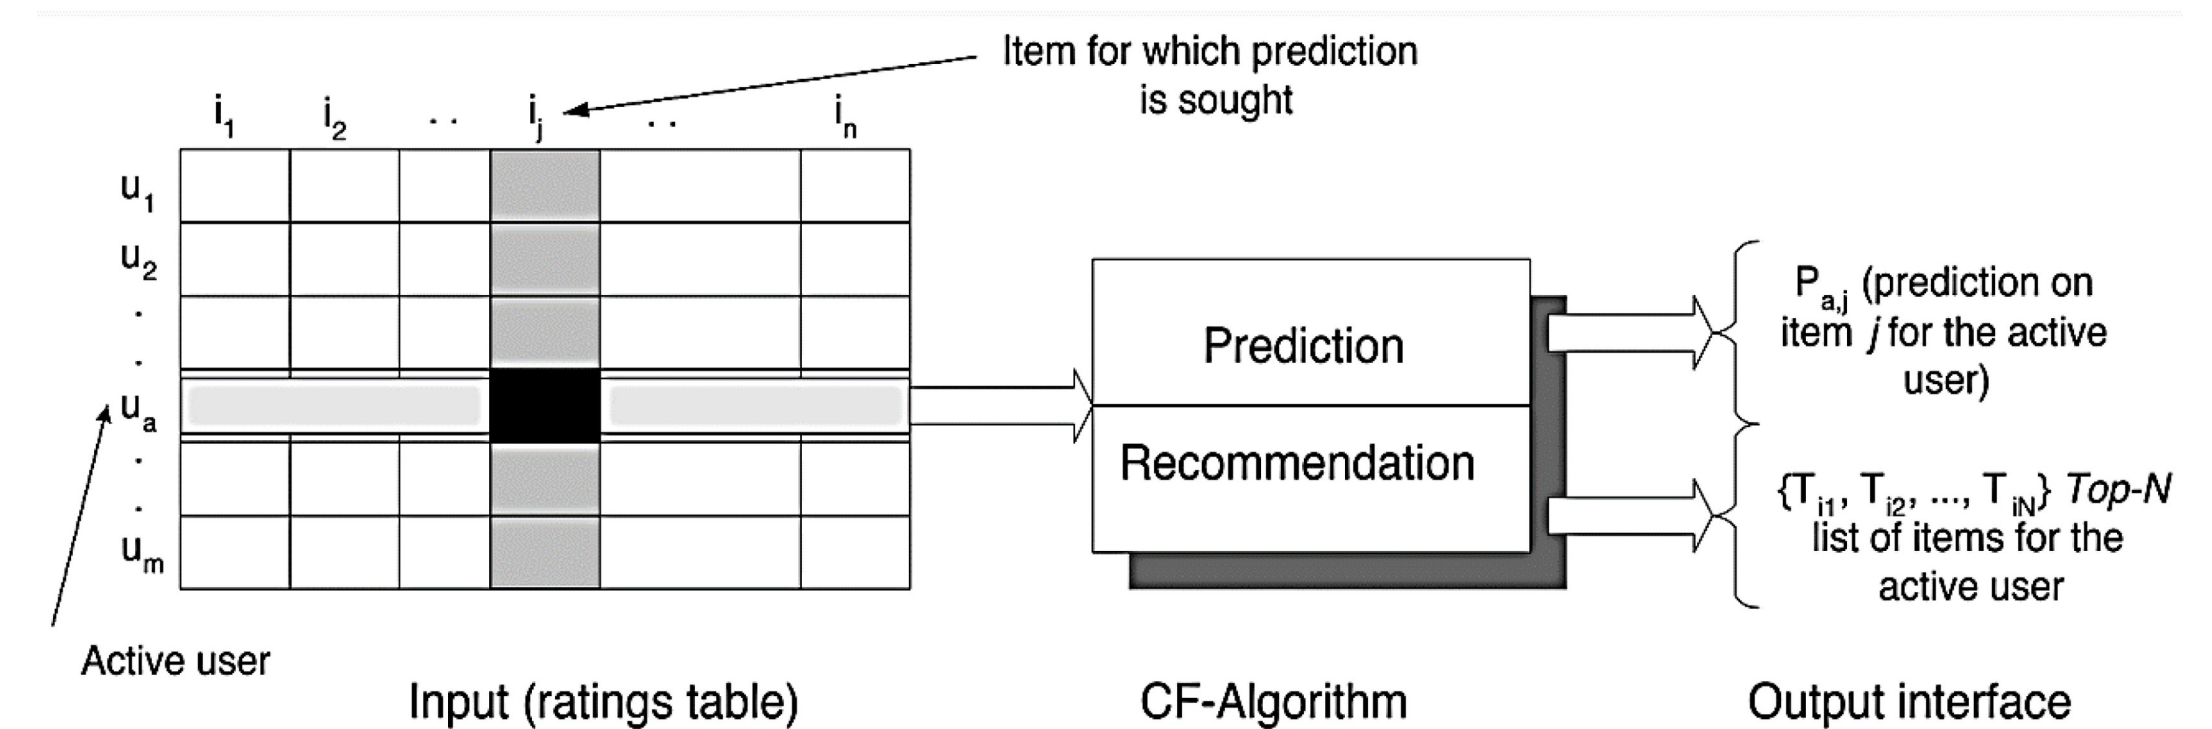 Item for which prediction
is sought
i1 i2 .. ij .. in
u1
u2
.
.
ua
.
.
um
Active user
Input (ratings table)
Prediction
Recommendation
CF-Algorithm
Pa,j (prediction on
item j for the active
user)
{Ti1, Ti2, ..., TiN} Top-N
list of items for the
active user
Output interface